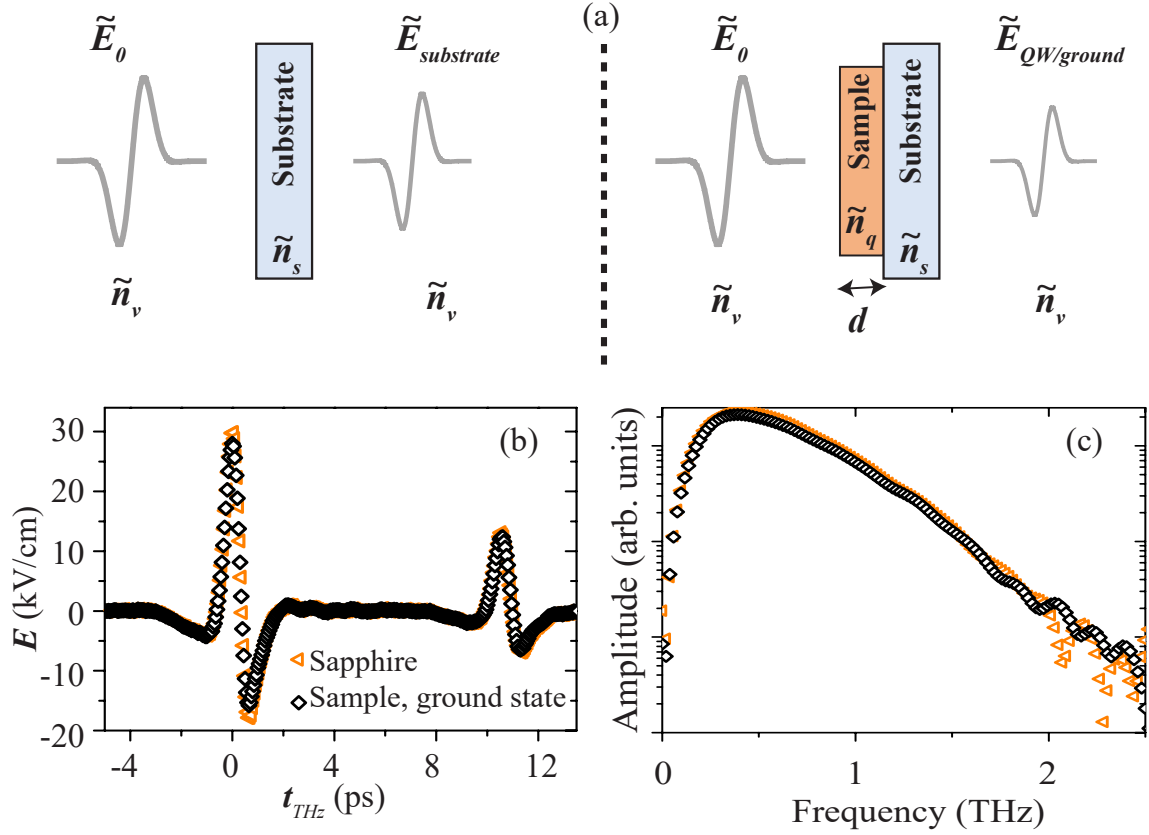 (a)
Ẽ0
Ẽsubstrate
Substrate
ñs
ñv
ñv
Ẽ0
ẼQW/ground
Sample
ñq
Substrate
ñs
d
ñv
ñv
(b)
E (kV/cm)
30
20
10
0
-10
-20
Sapphire
Sample, ground state
-4 0 4 8 12
tTHz (ps)
(c)
Amplitude (arb. units)
0 1 2
Frequency (THz)